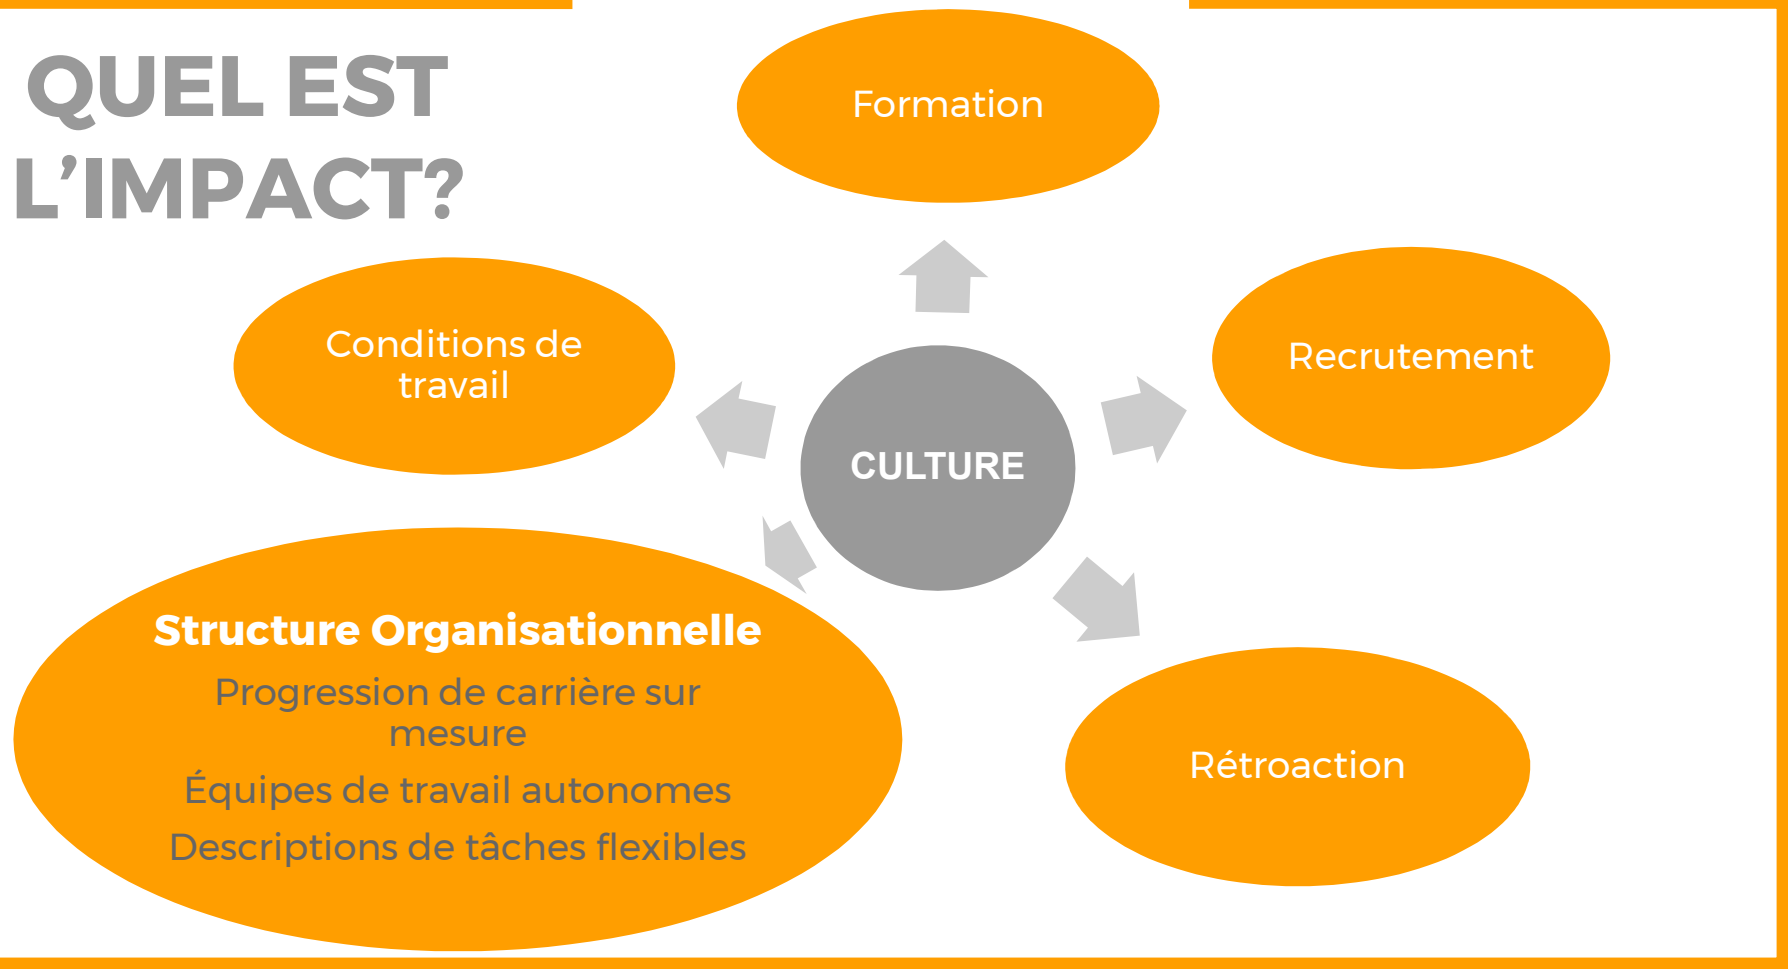 QUEL EST
L’IMPACT?
Formation
Conditions de
travail
Recrutement
CULTURE
Structure Organisationnelle
Progression de carrière sur
mesure
Équipes de travail autonomes
Descriptions de tâches flexibles
Rétroaction